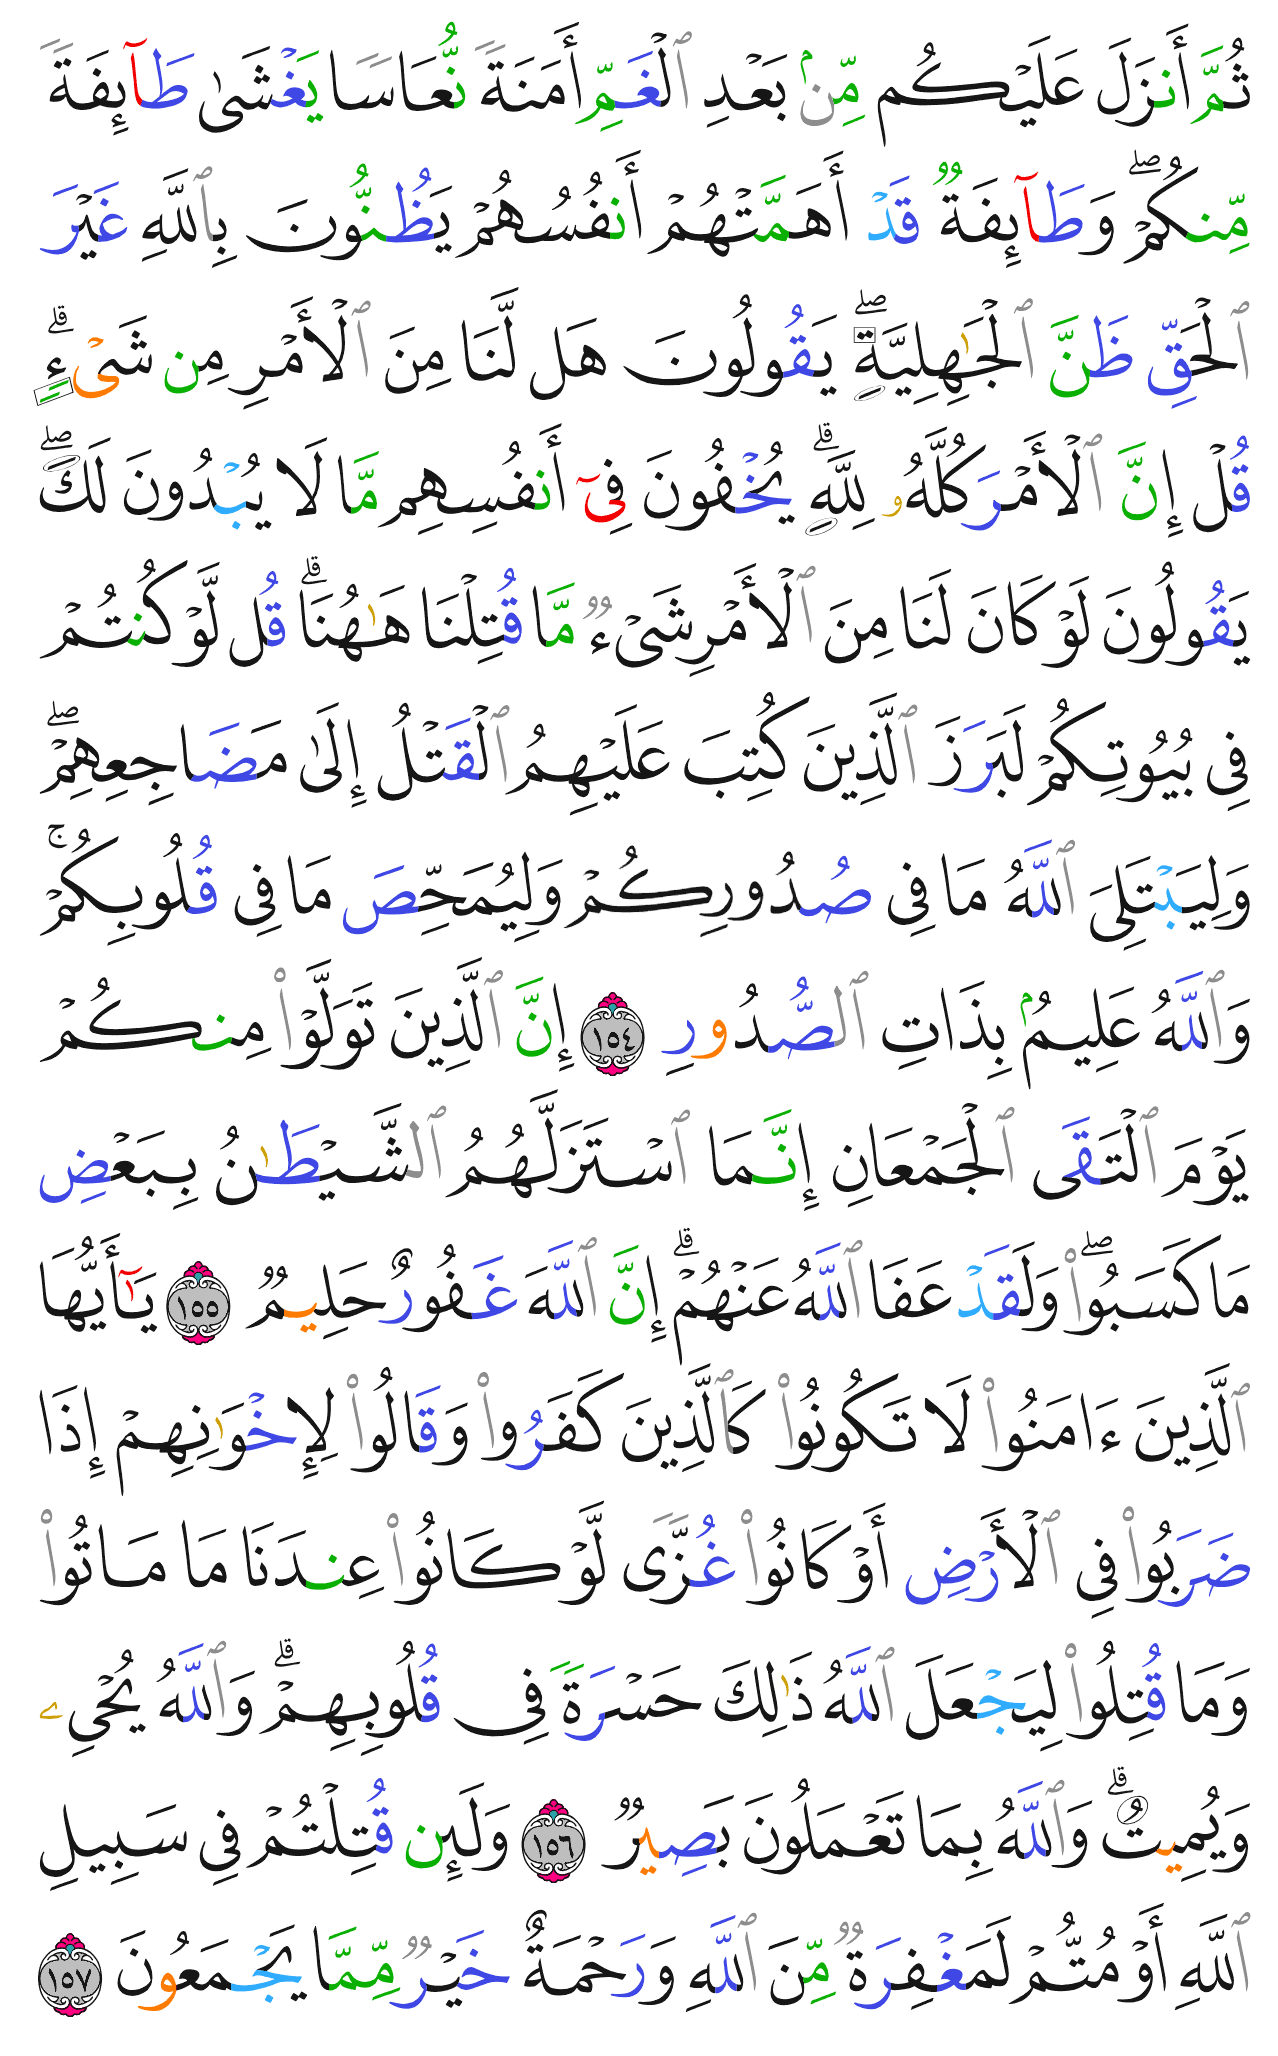 ثُمَّ أَنزَلَ عَلَيۡكُم مِّنۢ بَعۡدِ ٱلۡغَمِّ أَمَنَةٗ نُّعَاسٗا يَغۡشَىٰ طَآئِفَةٗ
مِّنكُمۡۖ وَطَآئِفَةٞ قَدۡ أَهَمَّتۡهُمۡ أَنفُسُهُمۡ يَظُنُّونَ بِٱللَّهِ غَيۡرَ
ٱلۡحَقِّ ظَنَّ ٱلۡجَٰهِلِيَّةِۖ يَقُولُونَ هَل لَّنَا مِنَ ٱلۡأَمۡرِ مِن شَيۡءٖۗ
قُلۡ إِنَّ ٱلۡأَمۡرَ كُلَّهُۥ لِلَّهِۗ يُخۡفُونَ فِيٓ أَنفُسِهِم مَّا لَا يُبۡدُونَ لَكَۖ
يَقُولُونَ لَوۡ كَانَ لَنَا مِنَ ٱلۡأَمۡرِ شَيۡءٞ مَّا قُتِلۡنَا هَٰهُنَاۗ قُل لَّوۡ كُنتُمۡ
فِي بُيُوتِكُمۡ لَبَرَزَ ٱلَّذِينَ كُتِبَ عَلَيۡهِمُ ٱلۡقَتۡلُ إِلَىٰ مَضَاجِعِهِمۡۖ
وَلِيَبۡتَلِيَ ٱللَّهُ مَا فِي صُدُورِكُمۡ وَلِيُمَحِّصَ مَا فِي قُلُوبِكُمۡۚ
وَٱللَّهُ عَلِيمُۢ بِذَاتِ ٱلصُّدُورِ ١٥٤ إِنَّ ٱلَّذِينَ تَوَلَّوۡاْ مِنكُمۡ
يَوۡمَ ٱلۡتَقَى ٱلۡجَمۡعَانِ إِنَّمَا ٱسۡتَزَلَّهُمُ ٱلشَّيۡطَٰنُ بِبَعۡضِ
مَا كَسَبُواْۖ وَلَقَدۡ عَفَا ٱللَّهُ عَنۡهُمۡۗ إِنَّ ٱللَّهَ غَفُورٌ حَلِيمٞ ١٥٥ يَٰٓأَيُّهَا
ٱلَّذِينَ ءَامَنُواْ لَا تَكُونُواْ كَٱلَّذِينَ كَفَرُواْ وَقَالُواْ لِإِخۡوَٰنِهِمۡ إِذَا
ضَرَبُواْ فِي ٱلۡأَرۡضِ أَوۡ كَانُواْ غُزّٗى لَّوۡ كَانُواْ عِندَنَا مَا مَاتُواْ
وَمَا قُتِلُواْ لِيَجۡعَلَ ٱللَّهُ ذَٰلِكَ حَسۡرَةٗ فِي قُلُوبِهِمۡۗ وَٱللَّهُ يُحۡيِۦ
وَيُمِيتُۗ وَٱللَّهُ بِمَا تَعۡمَلُونَ بَصِيرٞ ١٥٦ وَلَئِن قُتِلۡتُمۡ فِي سَبِيلِ
ٱللَّهِ أَوۡ مُتُّمۡ لَمَغۡفِرَةٞ مِّنَ ٱللَّهِ وَرَحۡمَةٌ خَيۡرٞ مِّمَّا يَجۡمَعُونَ ١٥٧